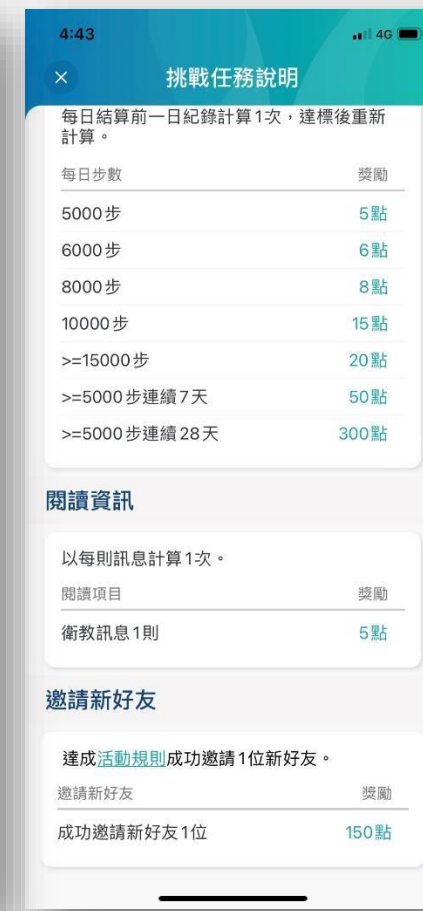 4:43
4G
× 挑戰任務說明
每日結算前一日紀錄計算1次，達標後重新
計算。
每日步數 獎勵
5000步 5點
6000步 6點
8000步 8點
10000步 15點
>=15000步 20點
>=5000步連續7天 50點
>=5000步連續28天 300點
閱讀資訊
以每則訊息計算1次。
閱讀項目 獎勵
衛教訊息1則 5點
邀請新好友
達成活動規則成功邀請1位新好友。
邀請新好友 獎勵
成功邀請新好友1位 150點